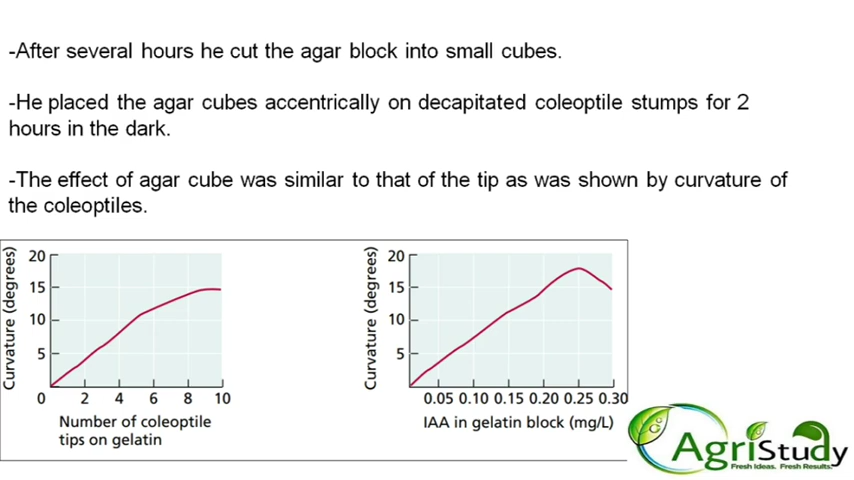 -After several hours he cut the agar block into small cubes.
-He placed the agar cubes accentrically on decapitated coleoptile stumps for 2
hours in the dark.
-The effect of agar cube was similar to that of the tip as was shown by curvature of
the coleoptiles.
Curvature (degrees)
20
15
10
5
0 2 4 6 8 10
Number of coleoptile
tips on gelatin
Curvature (degrees)
20
15
10
5
0.05 0.10 0.15 0.20 0.25 0.30
IAA in gelatin block (mg/L)
AgriStudy
Fresh Ideas. Fresh Results.